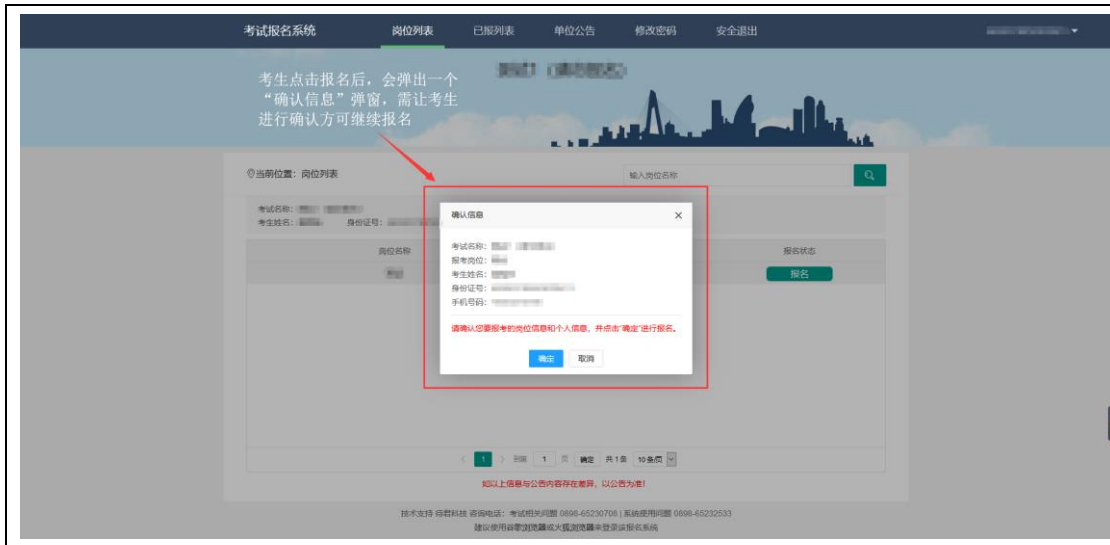 考试报名系统 岗位列表 已报列表 单位公告 修改密码 安全退出
考生点击报名后，会弹出一个
“确认信息”弹窗，需让考生
进行确认方可继续报名
当前位置：岗位列表
输入岗位名称
考试名称：
考生姓名： 身份证号：
岗位名称 报名状态
报名
确认信息 ×
考试名称：
报考岗位：
考生姓名：
身份证号：
手机号码：
请确认您要报考的岗位信息和个人信息，并点击“确定”进行报名。
确定 取消
< 1 > 到第 1 页 确定 共1条 10条/页
如以上信息与公告内容存在差异，以公告为准！
技术支持 咨询电话：考试相关问题 0898-65230708 | 系统使用问题 0898-65232533
建议使用谷歌浏览器或火狐浏览器来登录该报名系统